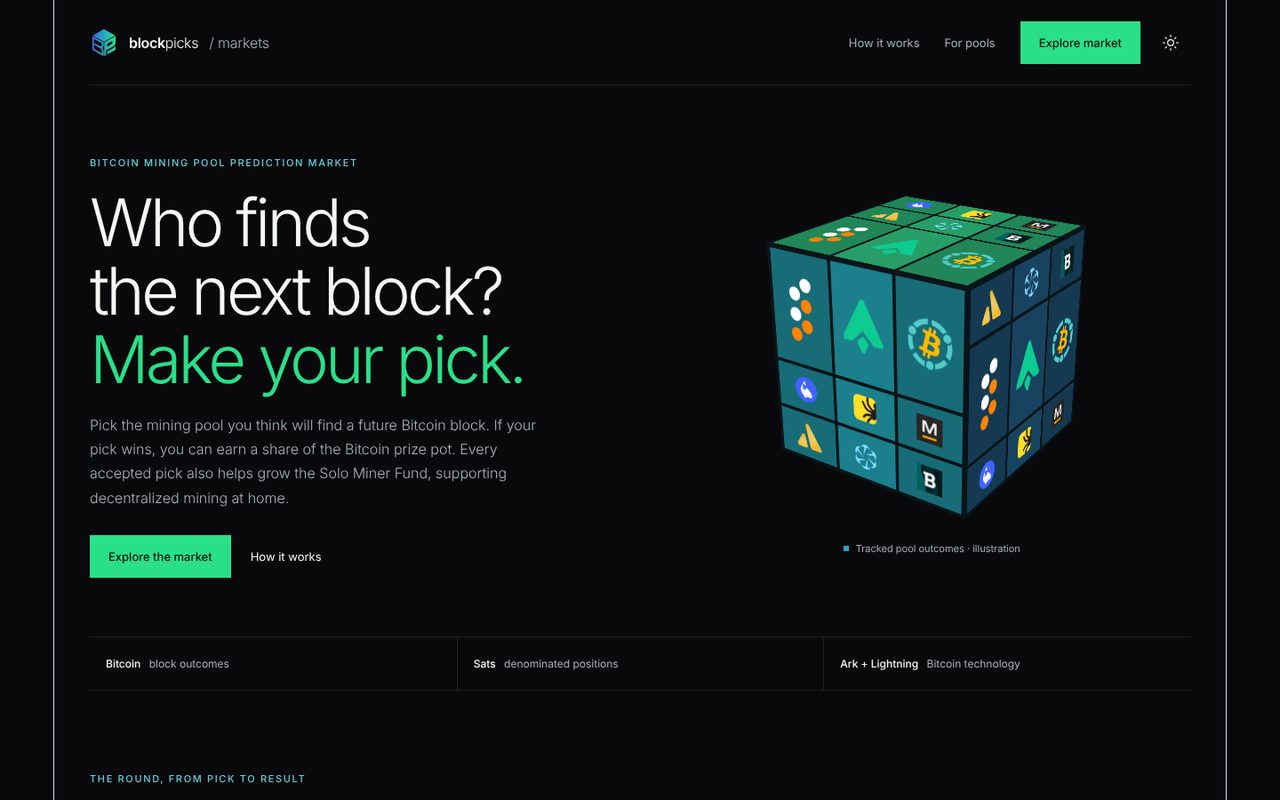 blockpicks / markets
How it works
For pools
Explore market
BITCOIN MINING POOL PREDICTION MARKET
Who finds
the next block?
Make your pick.
Pick the mining pool you think will find a future Bitcoin block. If your
pick wins, you can earn a share of the Bitcoin prize pot. Every
accepted pick also helps grow the Solo Miner Fund, supporting
decentralized mining at home.
Explore the market
How it works
M
B
B
M
M
B
Tracked pool outcomes · illustration
Bitcoin block outcomes
Sats denominated positions
Ark + Lightning Bitcoin technology
THE ROUND, FROM PICK TO RESULT